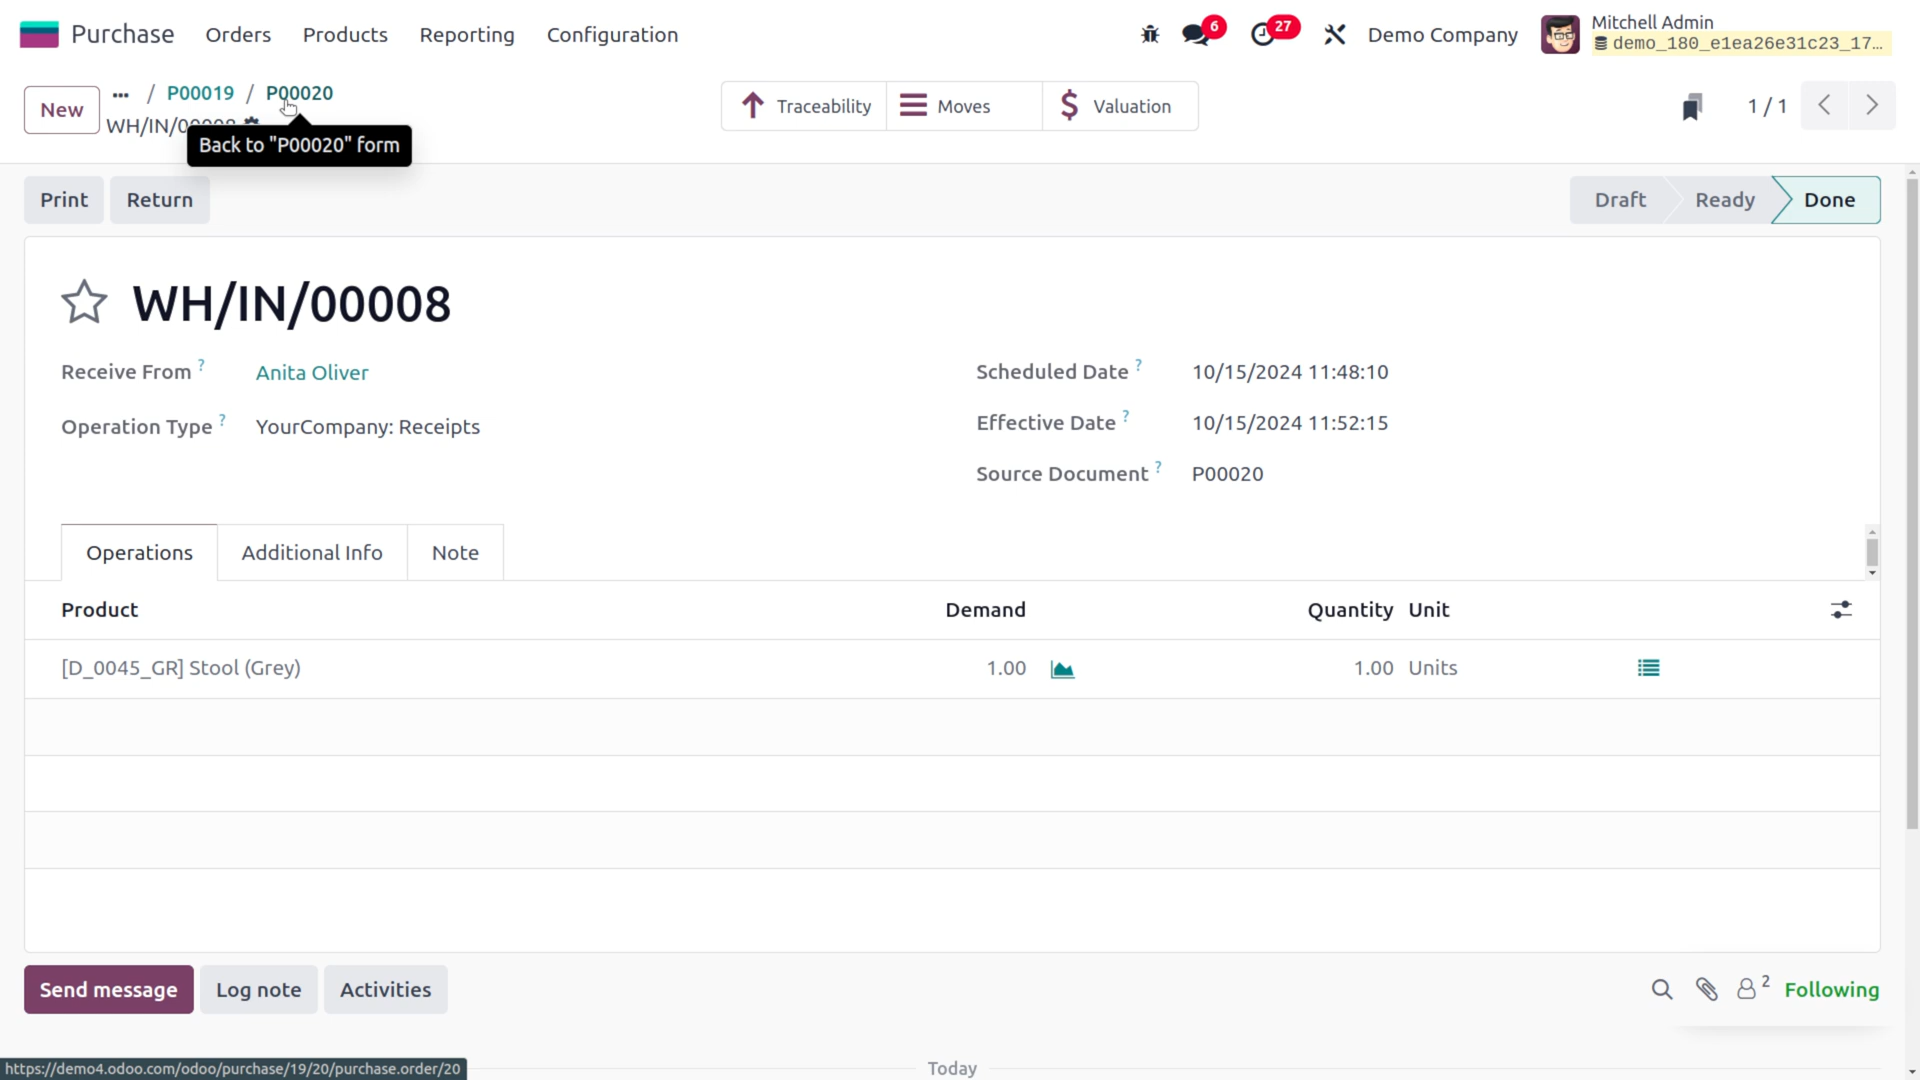 Purchase Orders Products Reporting Configuration
6 27 Demo Company Mitchell Admin
demo_180_e1ea26e31c23_17...
New ... / P00019 / P00020
WH/IN/00008
Back to "P00020" form
Traceability Moves $ Valuation
1 / 1
Print Return
Draft Ready Done
WH/IN/00008
Receive From ? Anita Oliver
Operation Type ? YourCompany: Receipts
Scheduled Date ? 10/15/2024 11:48:10
Effective Date ? 10/15/2024 11:52:15
Source Document ? P00020
Operations Additional Info Note
Product Demand Quantity Unit
[D_0045_GR] Stool (Grey) 1.00 1.00 Units
Send message Log note Activities
2 Following
Today
https://demo4.odoo.com/odoo/purchase/19/20/purchase.order/20